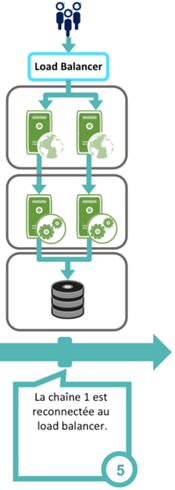 Load Balancer
La chaîne 1 est
reconnectée au
load balancer.
5